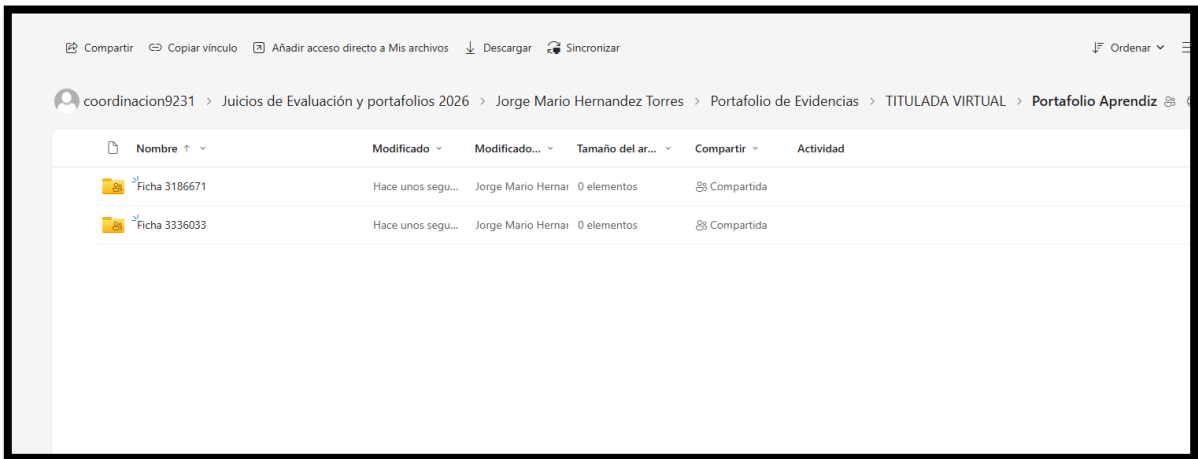 Compartir Copiar vínculo Añadir acceso directo a Mis archivos Descargar Sincronizar Ordenar
coordinacion9231 > Juicios de Evaluación y portafolios 2026 > Jorge Mario Hernandez Torres > Portafolio de Evidencias > TITULADA VIRTUAL > Portafolio Aprendiz
Nombre ↑ Modificado Modificado... Tamaño del ar... Compartir Actividad
Ficha 3186671 Hace unos segu... Jorge Mario Hernar 0 elementos Compartida
Ficha 3336033 Hace unos segu... Jorge Mario Hernar 0 elementos Compartida